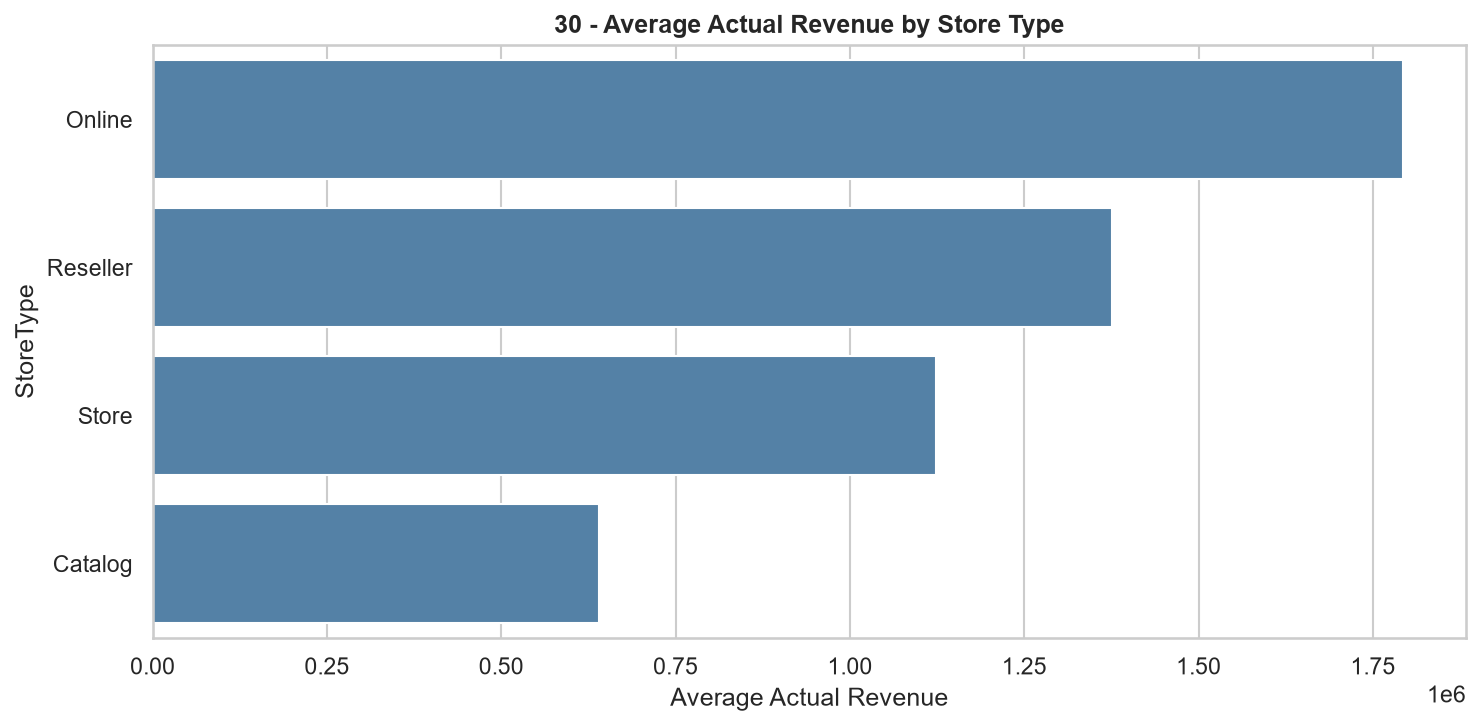 30 - Average Actual Revenue by Store Type
Online
Reseller
Store
Catalog
StoreType
0.00 0.25 0.50 0.75 1.00 1.25 1.50 1.75
1e6
Average Actual Revenue